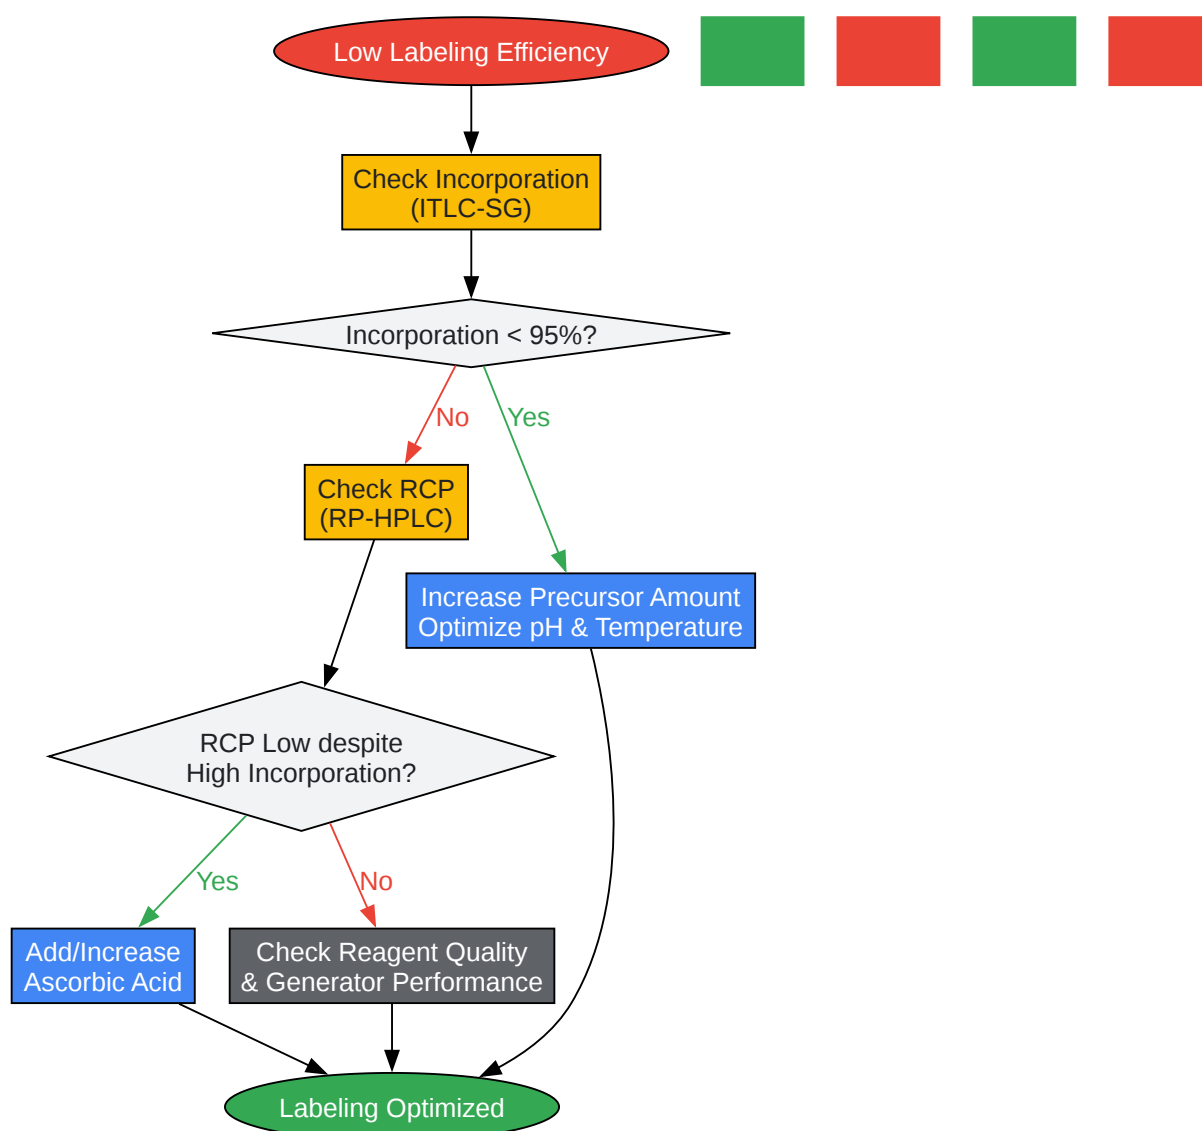 Low Labeling Efficiency
Check Incorporation
(ITLC-SG)
Incorporation < 95%?
No
Yes
Check RCP
(RP-HPLC)
Increase Precursor Amount
Optimize pH & Temperature
RCP Low despite
High Incorporation?
Yes
No
Add/Increase
Ascorbic Acid
Check Reagent Quality
& Generator Performance
Labeling Optimized